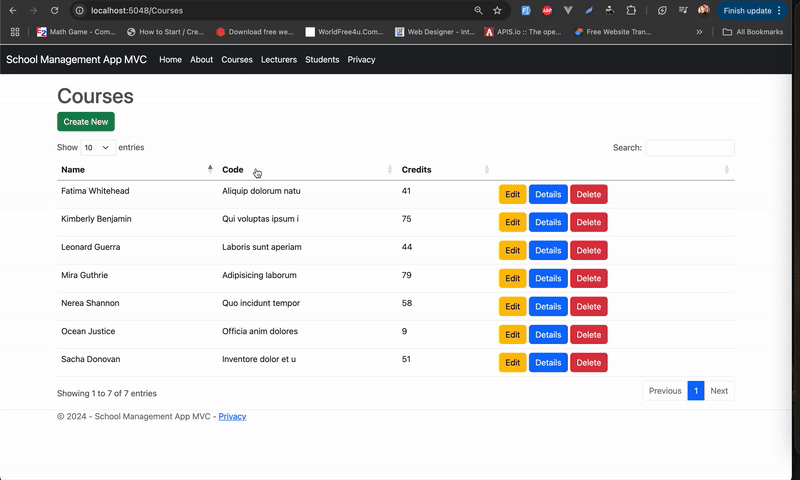 localhost:5048/Courses
Finish update
Math Game - Com...
How to Start / Cre...
Download free we...
WorldFree4u.Com...
Web Designer - Int...
APIS.io :: The ope...
Free Website Tran...
All Bookmarks
School Management App MVC Home About Courses Lecturers Students Privacy
Courses
Create New
Show 10 entries Search:
Name Code Credits
Fatima Whitehead Aliquip dolorum natu 41 Edit Details Delete
Kimberly Benjamin Qui voluptas ipsum i 75 Edit Details Delete
Leonard Guerra Laboris sunt aperiam 44 Edit Details Delete
Mira Guthrie Adipisicing laborum 79 Edit Details Delete
Nerea Shannon Quo incidunt tempor 58 Edit Details Delete
Ocean Justice Officia anim dolores 9 Edit Details Delete
Sacha Donovan Inventore dolor et u 51 Edit Details Delete
Showing 1 to 7 of 7 entries Previous 1 Next
© 2024 - School Management App MVC - Privacy